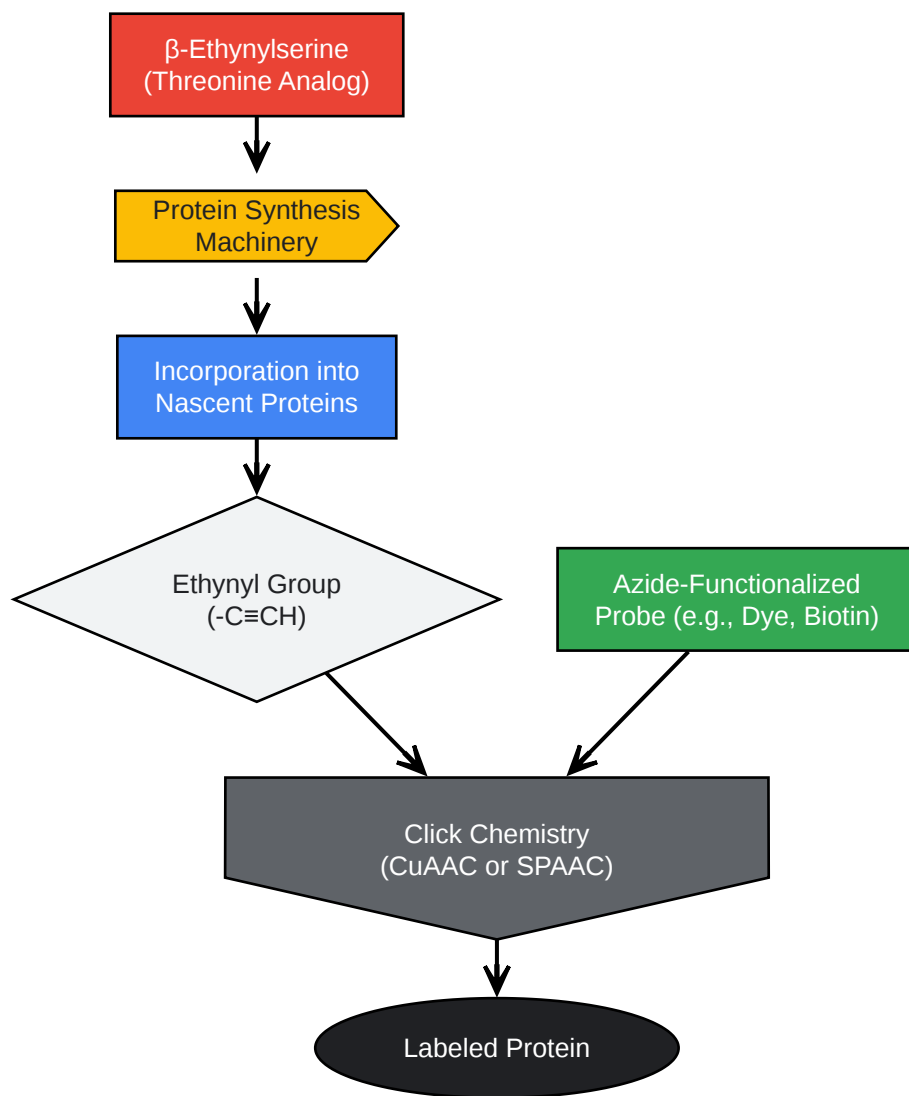 β-Ethynylserine
(Threonine Analog)
Protein Synthesis
Machinery
Incorporation into
Nascent Proteins
Ethynyl Group
(-C≡CH)
Azide-Functionalized
Probe (e.g., Dye, Biotin)
Click Chemistry
(CuAAC or SPAAC)
Labeled Protein